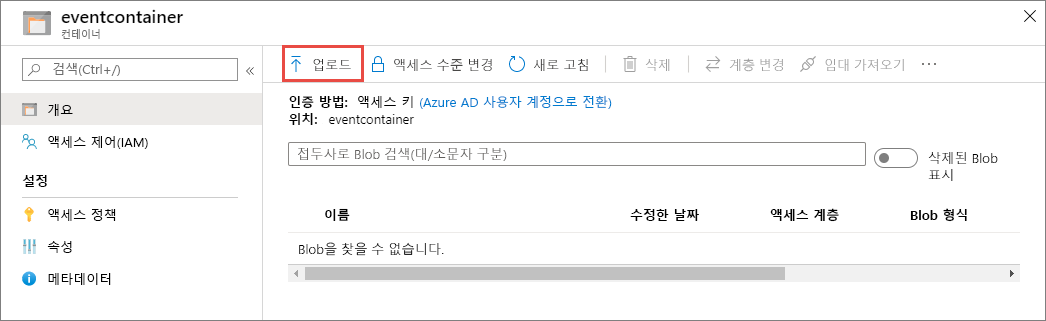 eventcontainer
컨테이너
검색(Ctrl+/)
개요
액세스 제어(IAM)
설정
액세스 정책
속성
메타데이터
업로드 액세스 수준 변경 새로 고침 삭제 계층 변경 임대 가져오기 ···
인증 방법: 액세스 키 (Azure AD 사용자 계정으로 전환)
위치: eventcontainer
접두사로 Blob 검색(대/소문자 구분)
삭제된 Blob
표시
이름 수정한 날짜 액세스 계층 Blob 형식
Blob을 찾을 수 없습니다.